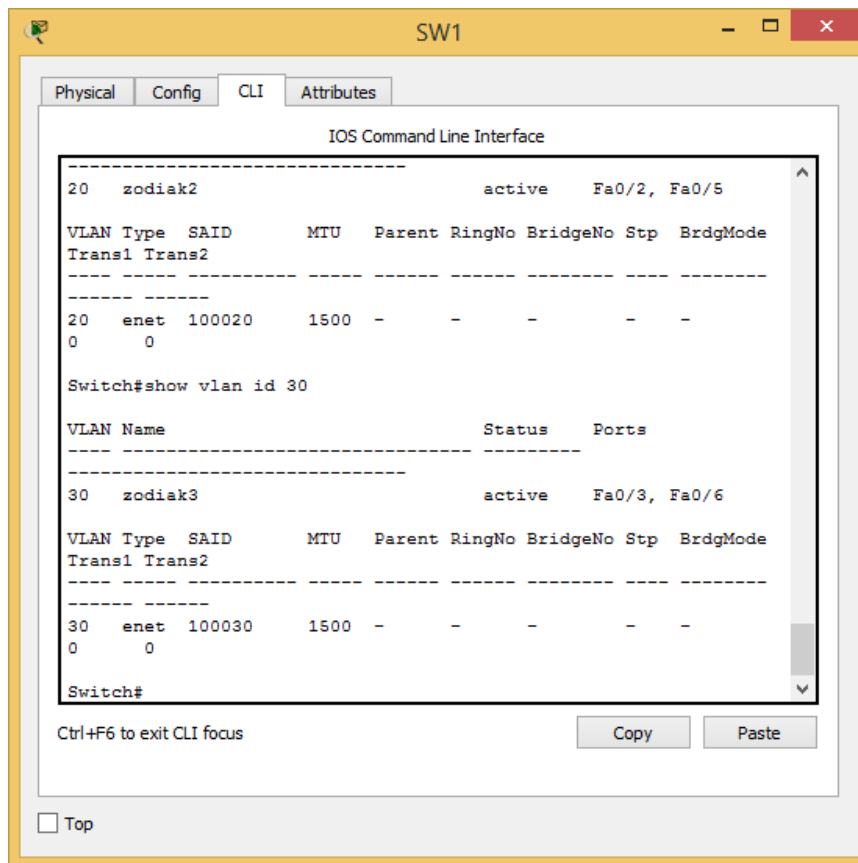 SW1
Physical Config CLI Attributes
IOS Command Line Interface
--------------------------------
20   zodiak2                          active    Fa0/2, Fa0/5
VLAN Type  SAID       MTU   Parent RingNo BridgeNo Stp  BrdgMode
Trans1 Trans2
---- ----- ---------- ----- ------ ------ -------- ---- --------
------ ------
20   enet  100020     1500  -      -      -        -    -
0      0
Switch#show vlan id 30
VLAN Name                             Status    Ports
---- -------------------------------- ---------
-------------------------------
30   zodiak3                          active    Fa0/3, Fa0/6
VLAN Type  SAID       MTU   Parent RingNo BridgeNo Stp  BrdgMode
Trans1 Trans2
---- ----- ---------- ----- ------ ------ -------- ---- --------
------ ------
30   enet  100030     1500  -      -      -        -    -
0      0
Switch#
Ctrl+F6 to exit CLI focus
Copy Paste
Top